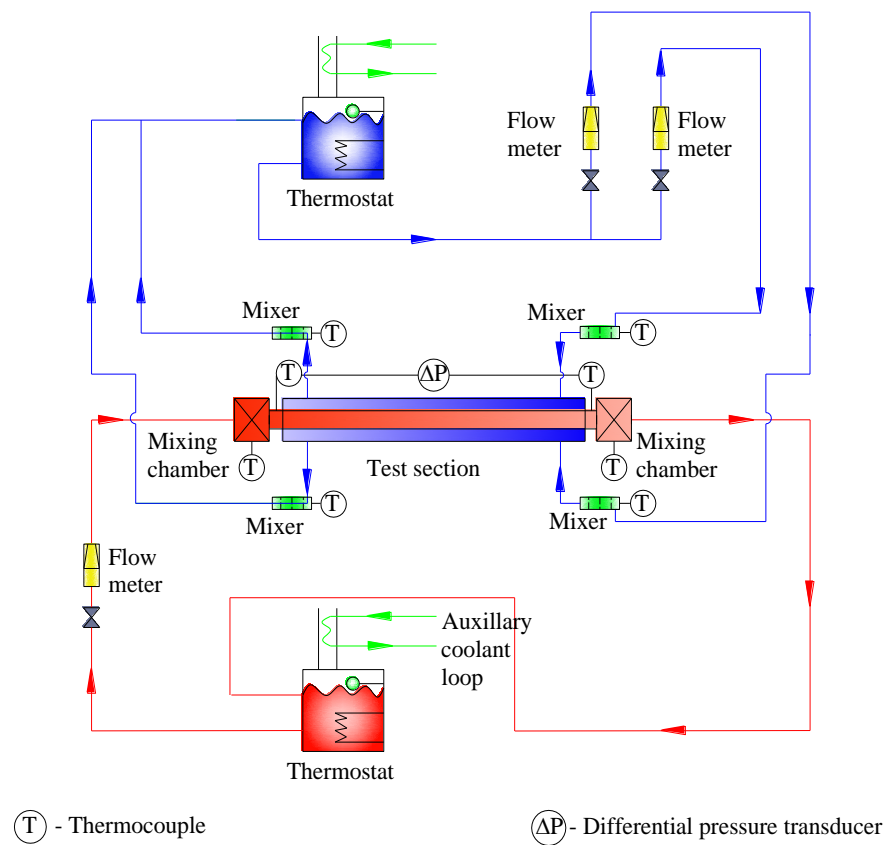 Flow
meter
Flow
meter
Thermostat
Mixer
T
Mixer
T
T
ΔP
T
Mixing
chamber
T
Test section
T
Mixing
chamber
Mixer
T
Mixer
T
Flow
meter
Auxillary
coolant
loop
Thermostat
T - Thermocouple
ΔP - Differential pressure transducer